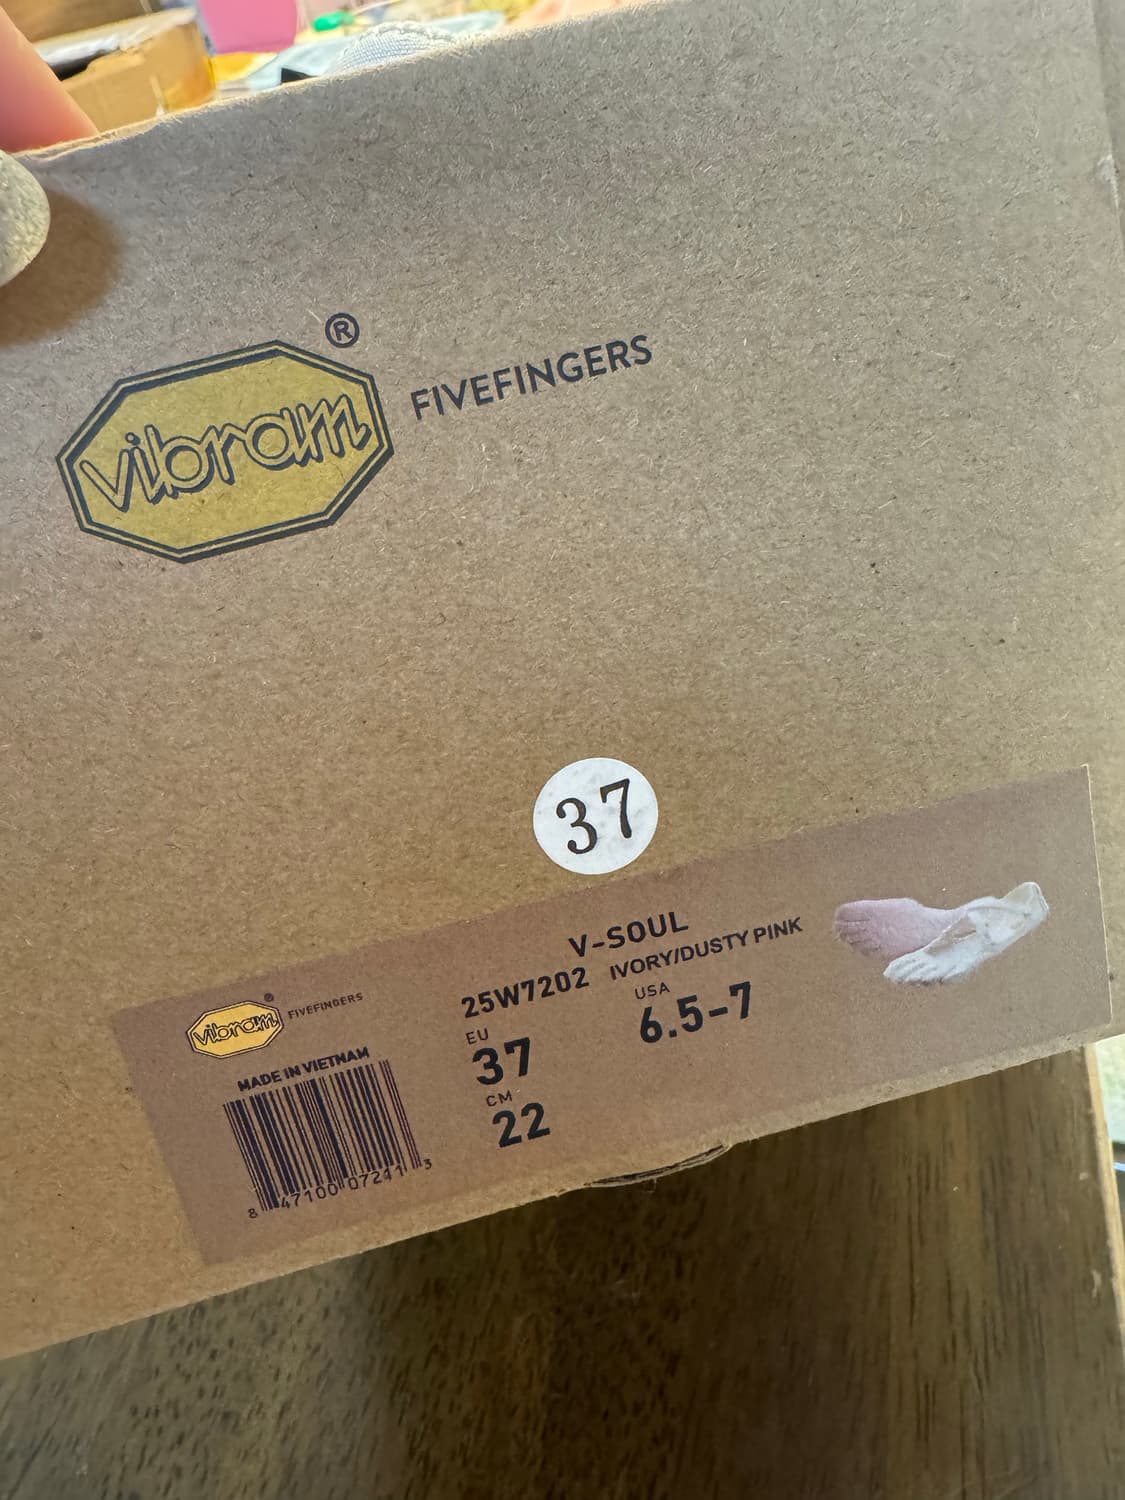 vibram®
FIVEFINGERS
37
V-SOUL
25W7202 IVORY/DUSTY PINK
EU
37
USA
6.5-7
CM
22
vibram®
FIVEFINGERS
MADE IN VIETNAM
8 47100 07241 3